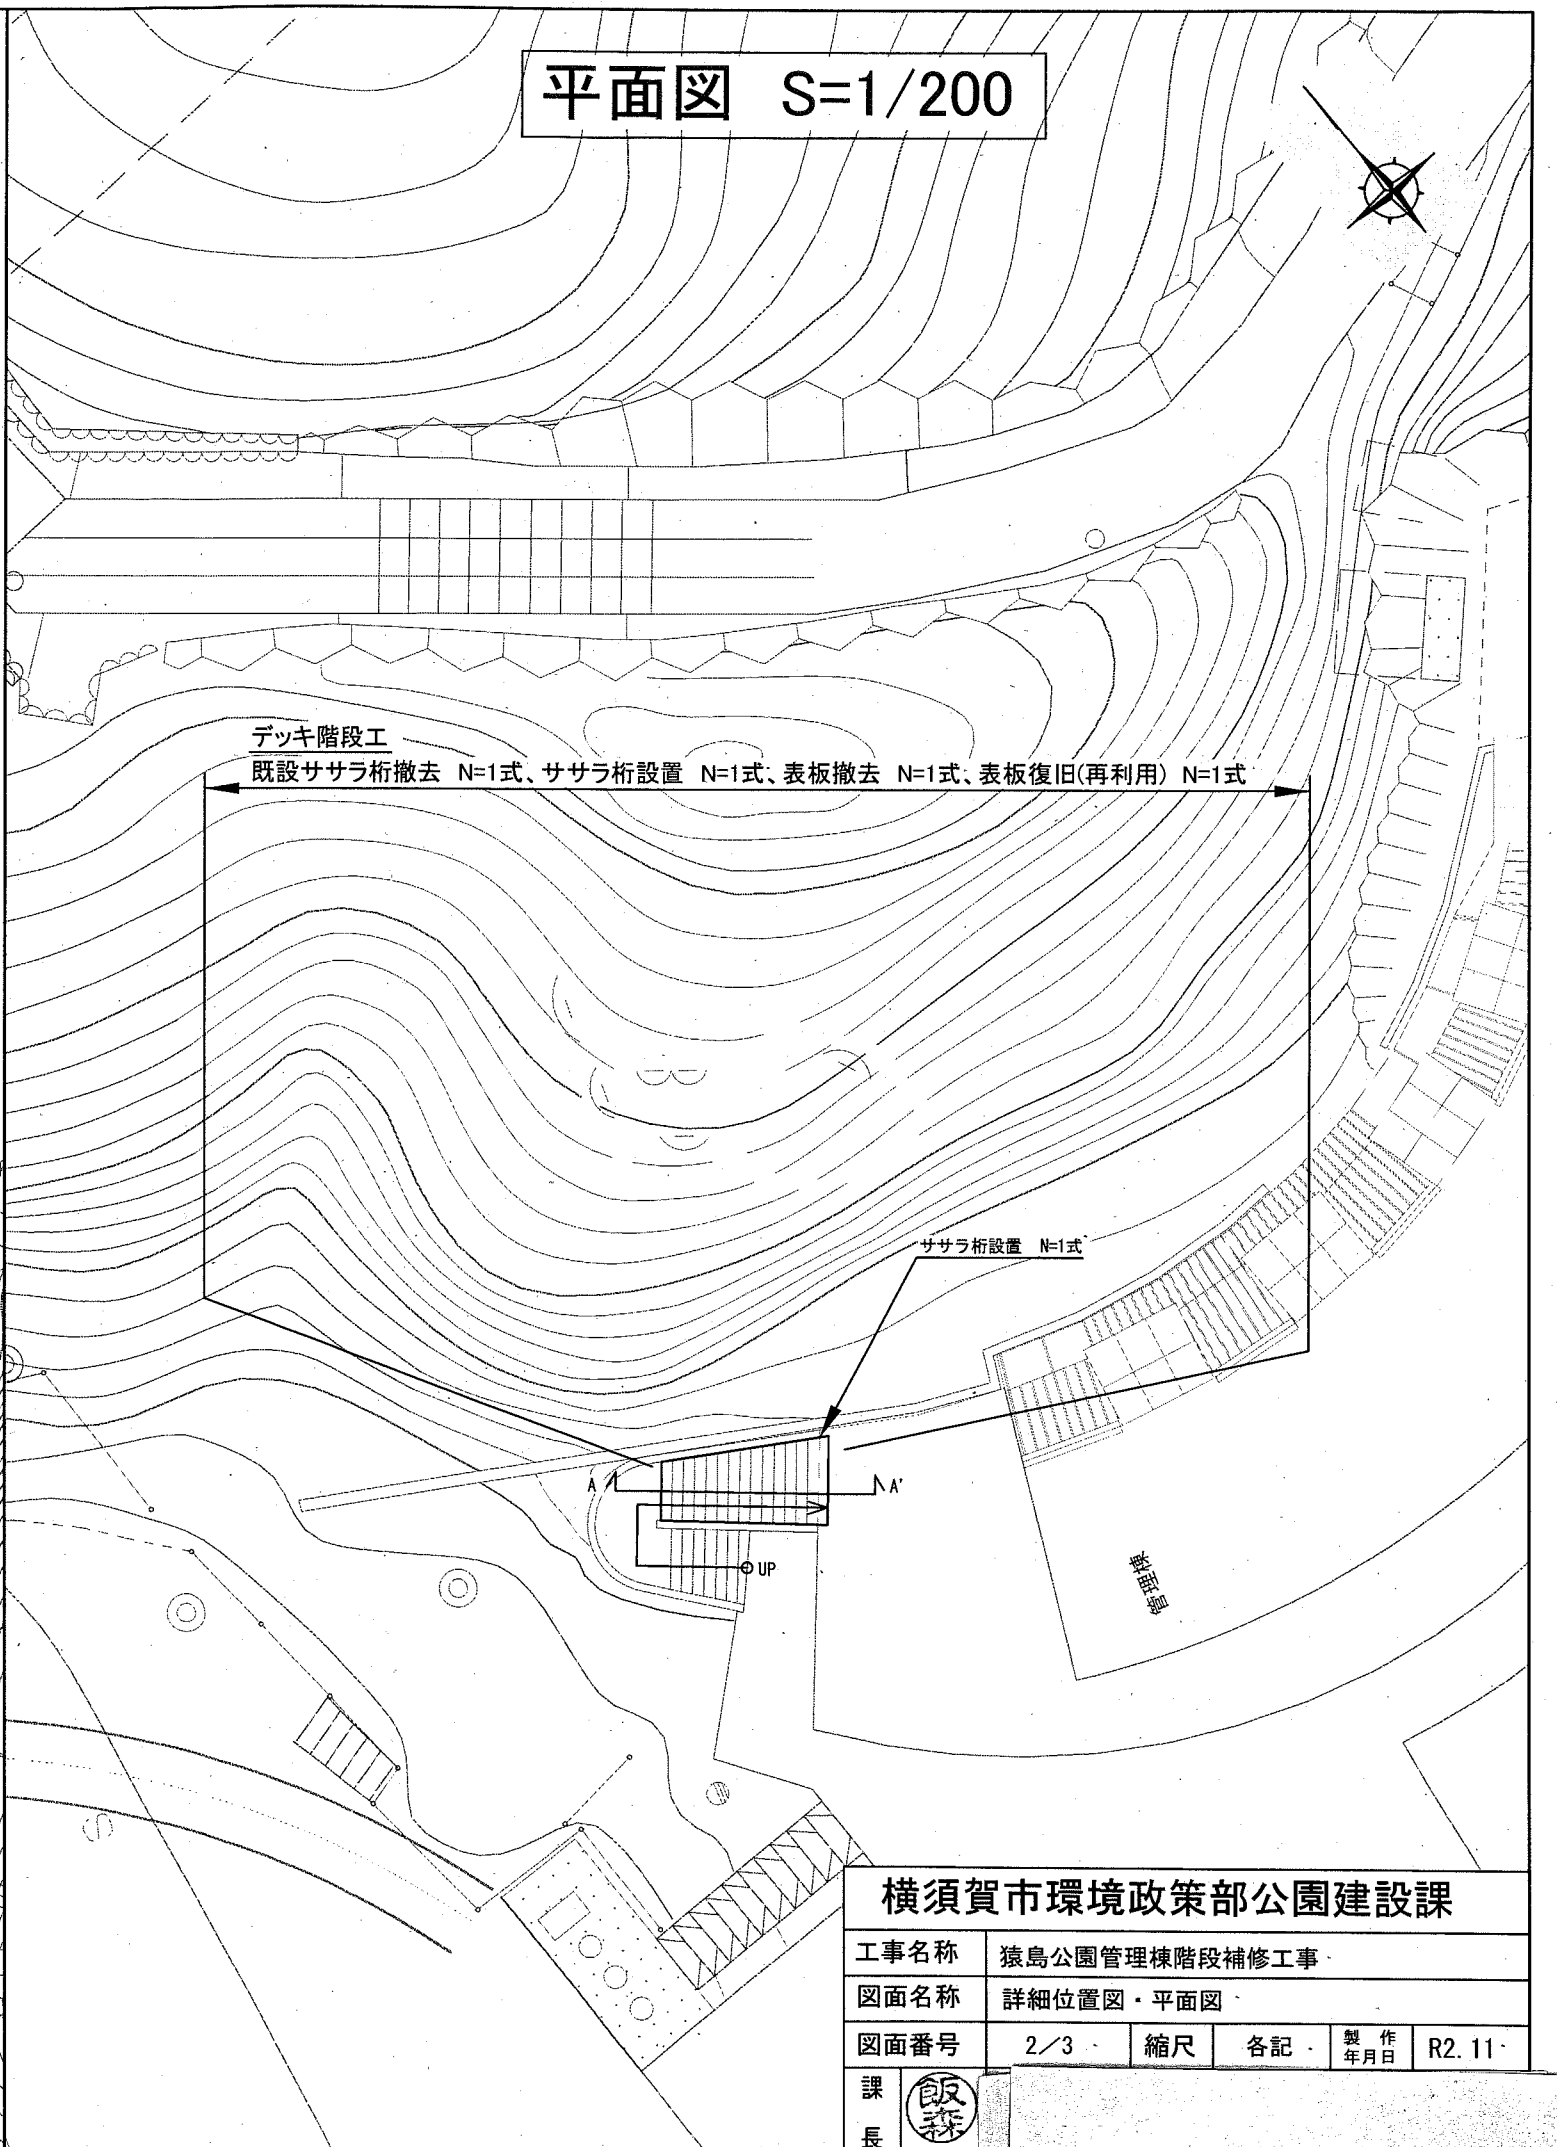 平面図 S=1/200
デッキ階段工
既設ササラ桁撤去 N=1式、ササラ桁設置 N=1式、表板撤去 N=1式、表板復旧(再利用) N=1式
ササラ桁設置 N=1式
A A'
UP
管理棟
横須賀市環境政策部公園建設課
工事名称 猿島公園管理棟階段補修工事
図面名称 詳細位置図・平面図
図面番号 2/3 縮尺 各記 製作年月日 R2.11
課長 飯森